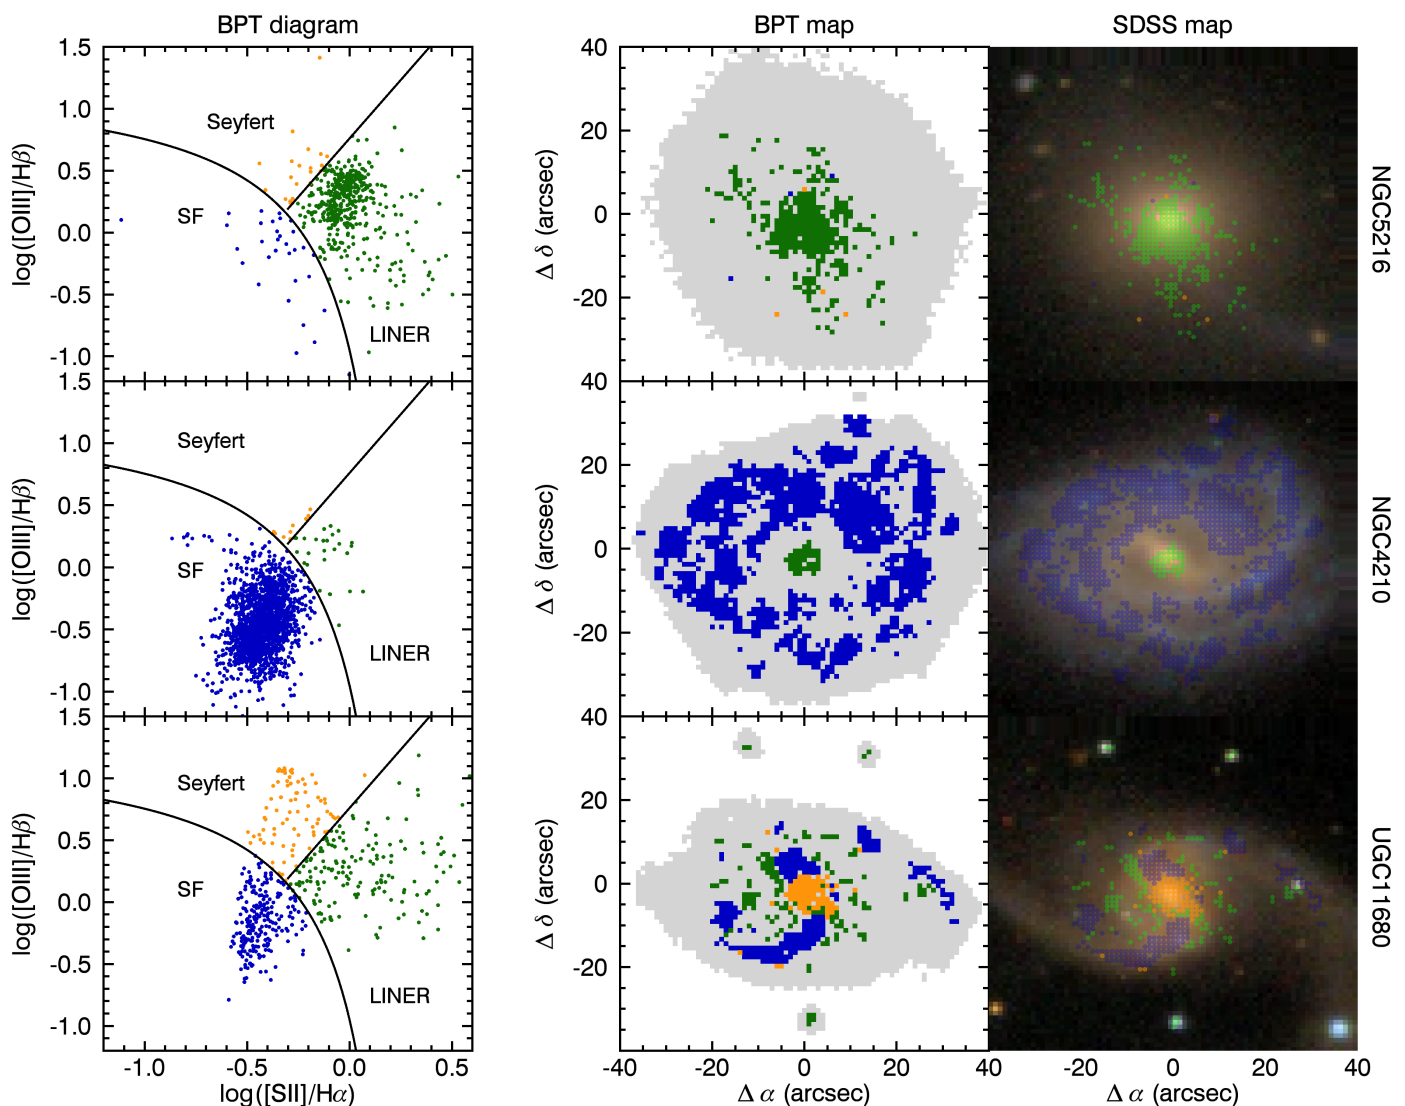 BPT diagram BPT map SDSS map
1.5 40
Seyfert
1.0
20
0.5
SF
0.0 0
-0.5 -20
LINER
-1.0
log([OIII]/Hβ) Δ δ (arcsec) NGC5216
1.5 40
Seyfert
1.0
20
0.5
SF
0.0 0
-0.5 -20
LINER
-1.0
log([OIII]/Hβ) Δ δ (arcsec) NGC4210
1.5 40
Seyfert
1.0
20
0.5
SF
0.0 0
-0.5 -20
LINER
-1.0
log([OIII]/Hβ) Δ δ (arcsec) UGC11680
-1.0 -0.5 0.0 0.5 -40 -20 0 20 -40 -20 0 20 40
log([SII]/Hα) Δ α (arcsec) Δ α (arcsec)